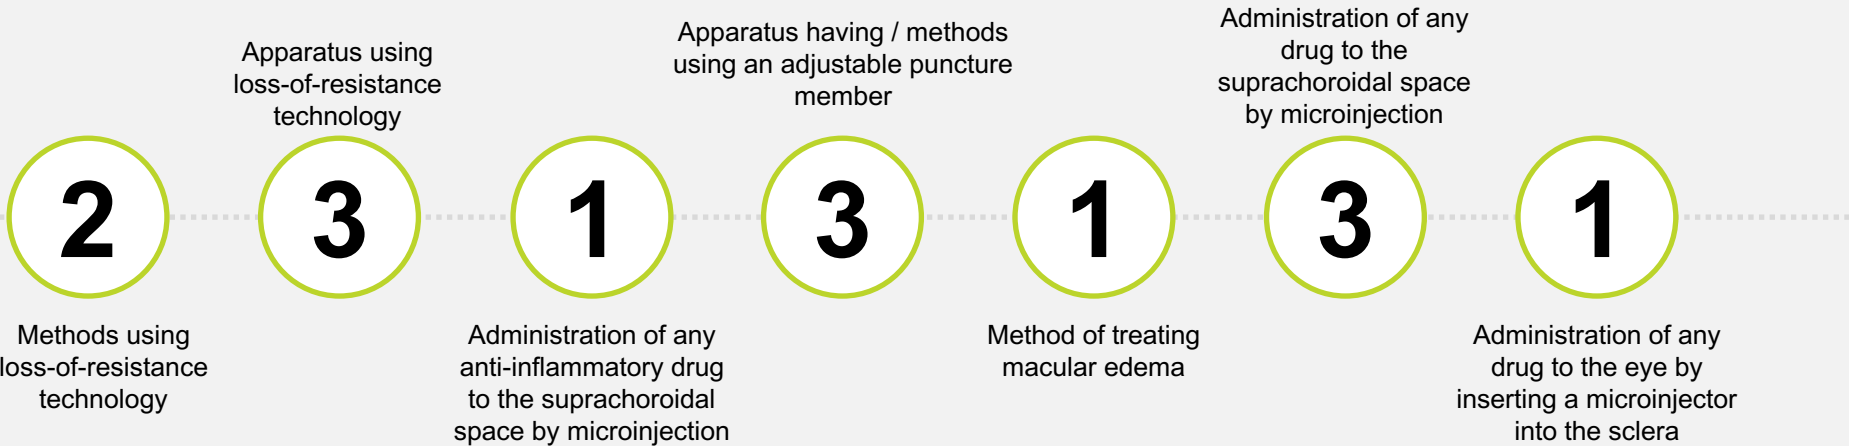 2
Methods using
loss-of-resistance
technology
Apparatus using
loss-of-resistance
technology
3
1
Administration of any
anti-inflammatory drug
to the suprachoroidal
space by microinjection
Apparatus having / methods
using an adjustable puncture
member
3
1
Method of treating
macular edema
Administration of any
drug to the
suprachoroidal space
by microinjection
3
1
Administration of any
drug to the eye by
inserting a microinjector
into the sclera